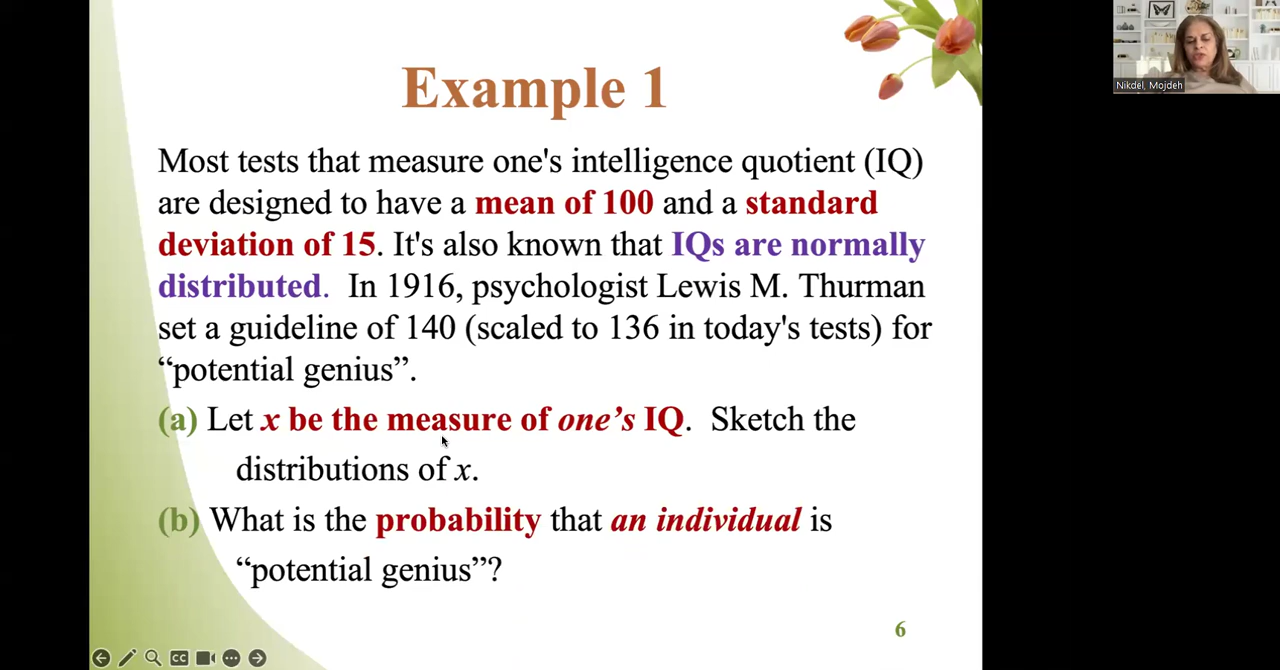 Example 1
Most tests that measure one's intelligence quotient (IQ)
are designed to have a mean of 100 and a standard
deviation of 15. It's also known that IQs are normally
distributed. In 1916, psychologist Lewis M. Thurman
set a guideline of 140 (scaled to 136 in today's tests) for
“potential genius”.
(a) Let x be the measure of one’s IQ. Sketch the
distributions of x.
(b) What is the probability that an individual is
“potential genius”?
6
CC
Nikdel, Mojdeh